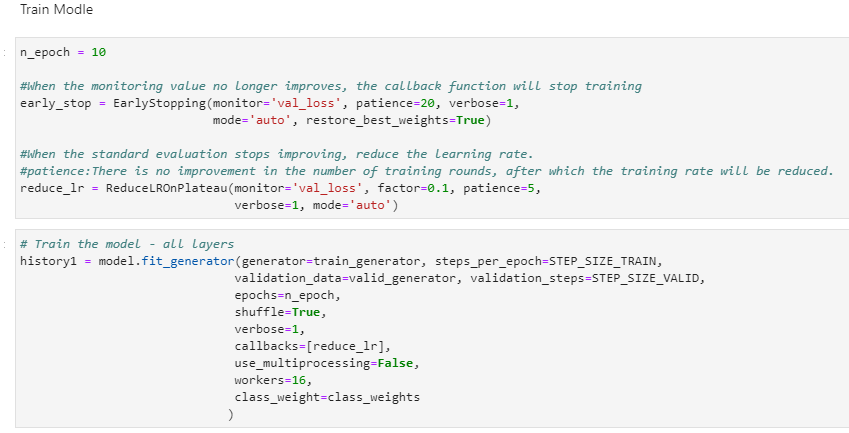 Train Modle
n_epoch = 10
#When the monitoring value no longer improves, the callback function will stop training
early_stop = EarlyStopping(monitor='val_loss', patience=20, verbose=1,
mode='auto', restore_best_weights=True)
#When the standard evaluation stops improving, reduce the learning rate.
#patience:There is no improvement in the number of training rounds, after which the training rate will be reduced.
reduce_lr = ReduceLROnPlateau(monitor='val_loss', factor=0.1, patience=5,
verbose=1, mode='auto')
# Train the model - all layers
history1 = model.fit_generator(generator=train_generator, steps_per_epoch=STEP_SIZE_TRAIN,
validation_data=valid_generator, validation_steps=STEP_SIZE_VALID,
epochs=n_epoch,
shuffle=True,
verbose=1,
callbacks=[reduce_lr],
use_multiprocessing=False,
workers=16,
class_weight=class_weights
)